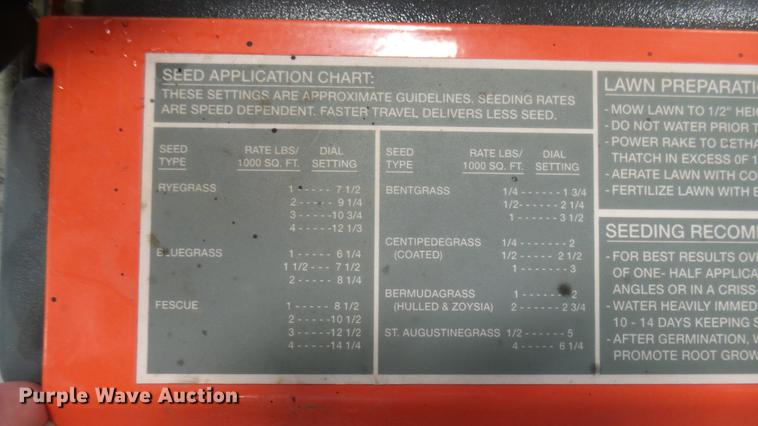 SEED APPLICATION CHART:
THESE SETTINGS ARE APPROXIMATE GUIDELINES. SEEDING RATES
ARE SPEED DEPENDENT. FASTER TRAVEL DELIVERS LESS SEED.
SEED RATE LBS/ DIAL
TYPE 1000 SQ. FT. SETTING
RYEGRASS 1 ----- 7 1/2
2 ----- 9 1/4
3 -----10 3/4
4 -----12 1/3
BLUEGRASS 1 ----- 6 1/4
1 1/2 --- 7 1/2
2 ----- 8 1/4
FESCUE 1 ----- 8 1/2
2 -----10 1/2
3 -----12 1/2
4 -----14 1/4
SEED RATE LBS/ DIAL
TYPE 1000 SQ. FT. SETTING
BENTGRASS 1/4 ------- 1 3/4
1/2------- 2 1/4
1 ------- 3 1/2
CENTIPEDEGRASS 1/4 ------- 2
(COATED) 1/2 ------- 2 1/2
1 ------- 3
BERMUDAGRASS 1 ------- 2
(HULLED & ZOYSIA) 2 ------- 2 3/4
ST. AUGUSTINEGRASS 1/2 ------- 5
4 ------- 6 1/4
LAWN PREPARATI
- MOW LAWN TO 1/2" HEI
- DO NOT WATER PRIOR T
- POWER RAKE TO DETHA
THATCH IN EXCESS OF 1
- AERATE LAWN WITH CO
- FERTILIZE LAWN WITH
SEEDING RECOM
- FOR BEST RESULTS OV
OF ONE- HALF APPLICA
ANGLES OR IN A CRISS-
- WATER HEAVILY IMMED
10 - 14 DAYS KEEPING S
- AFTER GERMINATION, W
PROMOTE ROOT GROW
Purple Wave Auction